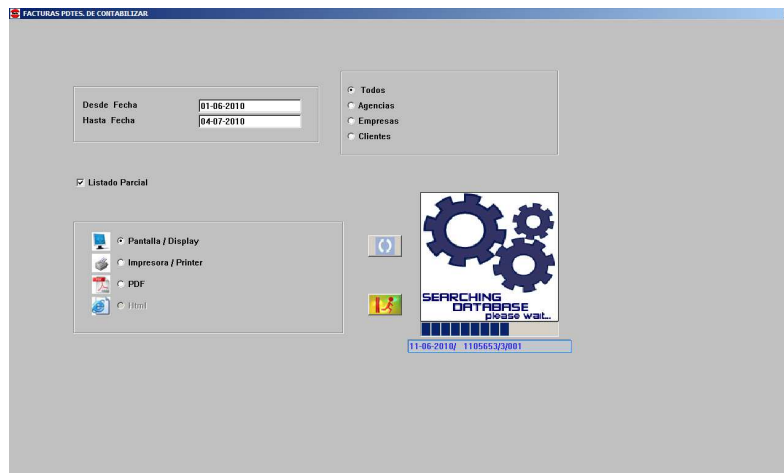 FACTURAS PDTES. DE CONTABILIZAR
Desde Fecha 01-06-2010
Hasta Fecha 04-07-2010
Todos
Agencias
Empresas
Clientes
Listado Parcial
Pantalla / Display
Impresora / Printer
PDF
Html
SEARCHING
DATABASE
please wait..
11-06-2010/ 1105653/3/001